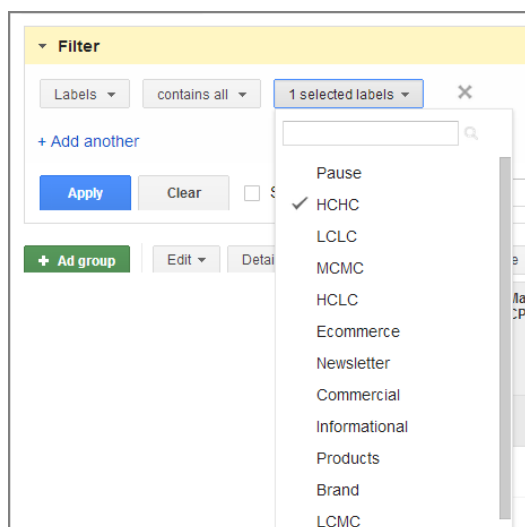 Filter
Labels contains all 1 selected labels
+ Add another
Apply Clear
Pause
HCHC
LCLC
MCMC
HCLC
Ecommerce
Newsletter
Commercial
Informational
Products
Brand
LCMC
+ Ad group Edit